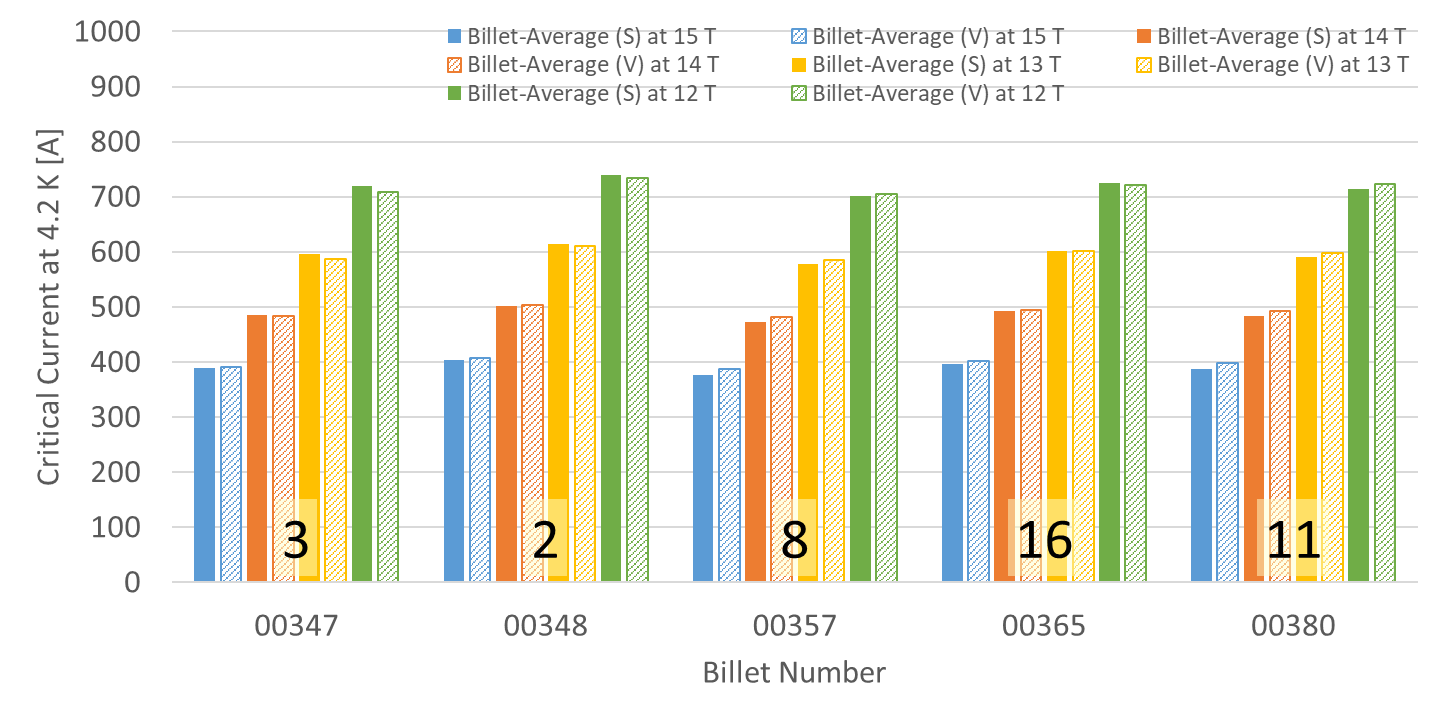 1000
Billet-Average (S) at 15 T Billet-Average (V) at 15 T Billet-Average (S) at 14 T
Billet-Average (V) at 14 T Billet-Average (S) at 13 T Billet-Average (V) at 13 T
900
Billet-Average (S) at 12 T Billet-Average (V) at 12 T
800
700
600
500
400
300
200
100
0
Critical Current at 4.2 K [A]
3 2 8 16 11
00347 00348 00357 00365 00380
Billet Number